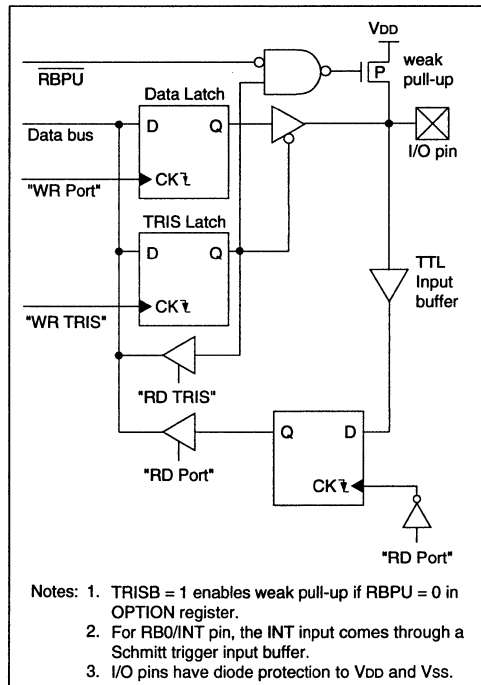 VDD
weak
pull-up
P
RBPU
Data Latch
Data bus
D
Q
I/O pin
"WR Port"
CK
TRIS Latch
D
Q
TTL
Input
buffer
CK
"WR TRIS"
"RD TRIS"
Q
D
"RD Port"
CK
"RD Port"
Notes: 1. TRISB = 1 enables weak pull-up if RBPU = 0 in
OPTION register.
2. For RB0/INT pin, the INT input comes through a
Schmitt trigger input buffer.
3. I/O pins have diode protection to VDD and VSS.